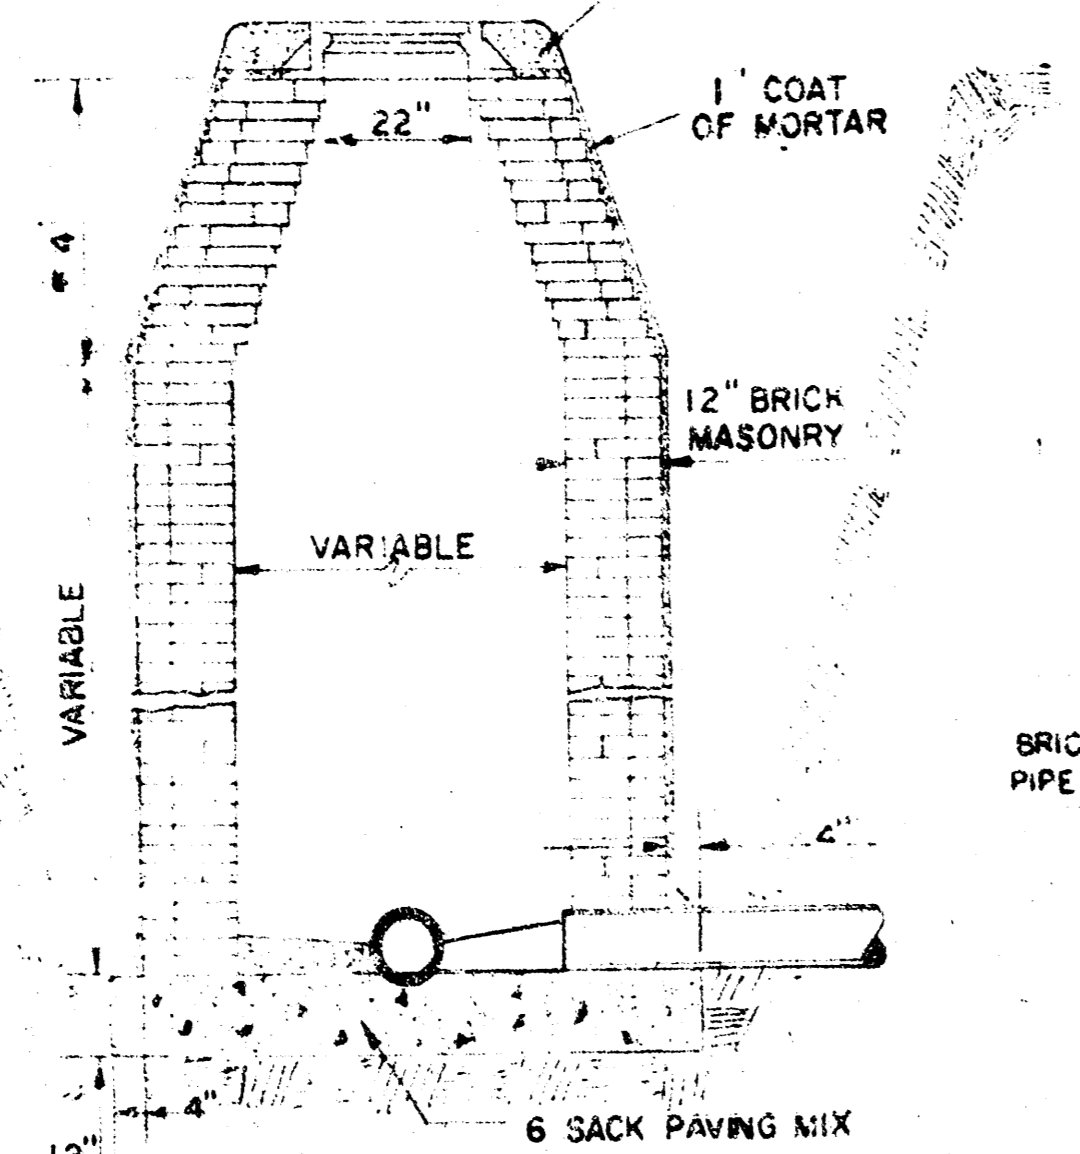 1" COAT
OF MORTAR
22"
4
12" BRICK
MASONRY
VARIABLE
VARIABLE
BRIC
PIPE
4"
4"
12"
6 SACK PAVING MIX